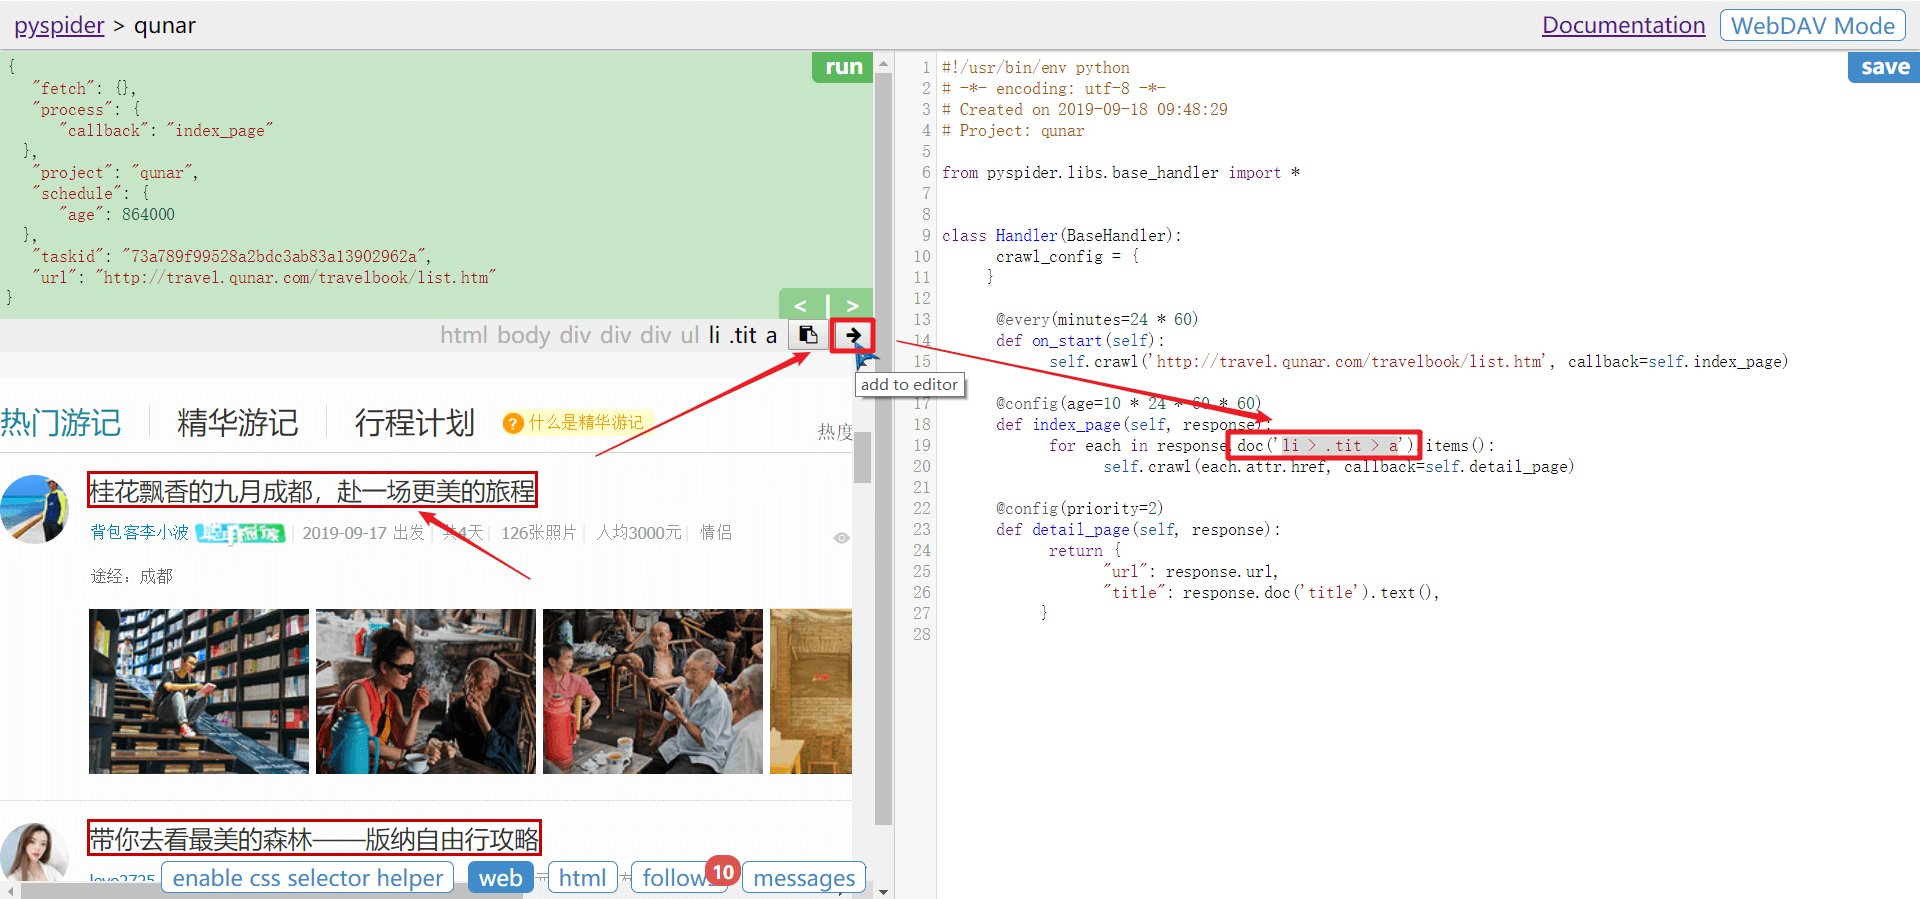 pyspider > qunar
Documentation
WebDAV Mode
{
"fetch": {},
"process": {
"callback": "index_page"
},
"project": "qunar",
"schedule": {
"age": 864000
},
"taskid": "73a789f99528a2bdc3ab83a13902962a",
"url": "http://travel.qunar.com/travelbook/list.htm"
}
run
< | >
html body div div div ul li .tit a
add to editor
热门游记
精华游记
行程计划
? 什么是精华游记
热度
桂花飘香的九月成都，赴一场更美的旅程
背包客李小波
2019-09-17 出发
共4天
126张照片
人均3000元
情侣
途经：成都
带你去看最美的森林——版纳自由行攻略
enable css selector helper
web
html
follows
10
messages
save
1 #!/usr/bin/env python
2 # -*- encoding: utf-8 -*-
3 # Created on 2019-09-18 09:48:29
4 # Project: qunar
5
6 from pyspider.libs.base_handler import *
7
8
9 class Handler(BaseHandler):
10 crawl_config = {
11 }
12
13 @every(minutes=24 * 60)
14 def on_start(self):
15 self.crawl('http://travel.qunar.com/travelbook/list.htm', callback=self.index_page)
17 @config(age=10 * 24 * 60 * 60)
18 def index_page(self, response):
19 for each in response.doc('li > .tit > a').items():
20 self.crawl(each.attr.href, callback=self.detail_page)
21
22 @config(priority=2)
23 def detail_page(self, response):
24 return {
25 "url": response.url,
26 "title": response.doc('title').text(),
27 }
28